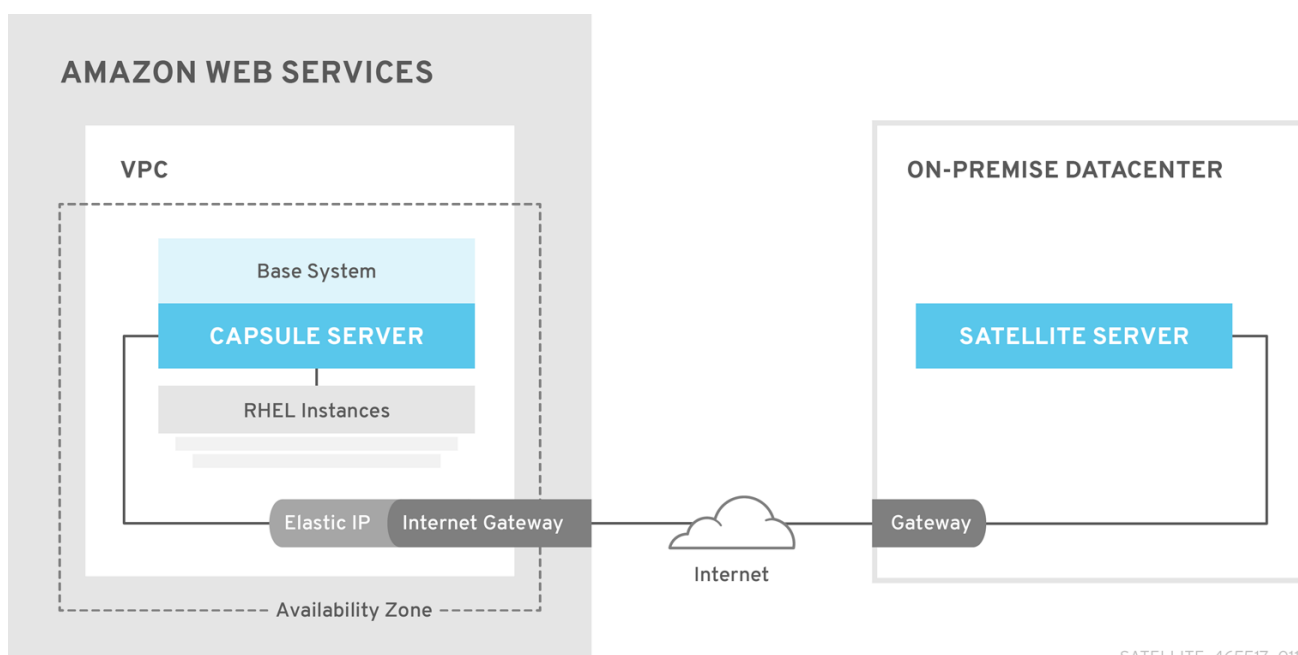 AMAZON WEB SERVICES
VPC
Base System
CAPSULE SERVER
RHEL Instances
Elastic IP
Internet Gateway
Availability Zone
Internet
ON-PREMISE DATACENTER
SATELLITE SERVER
Gateway